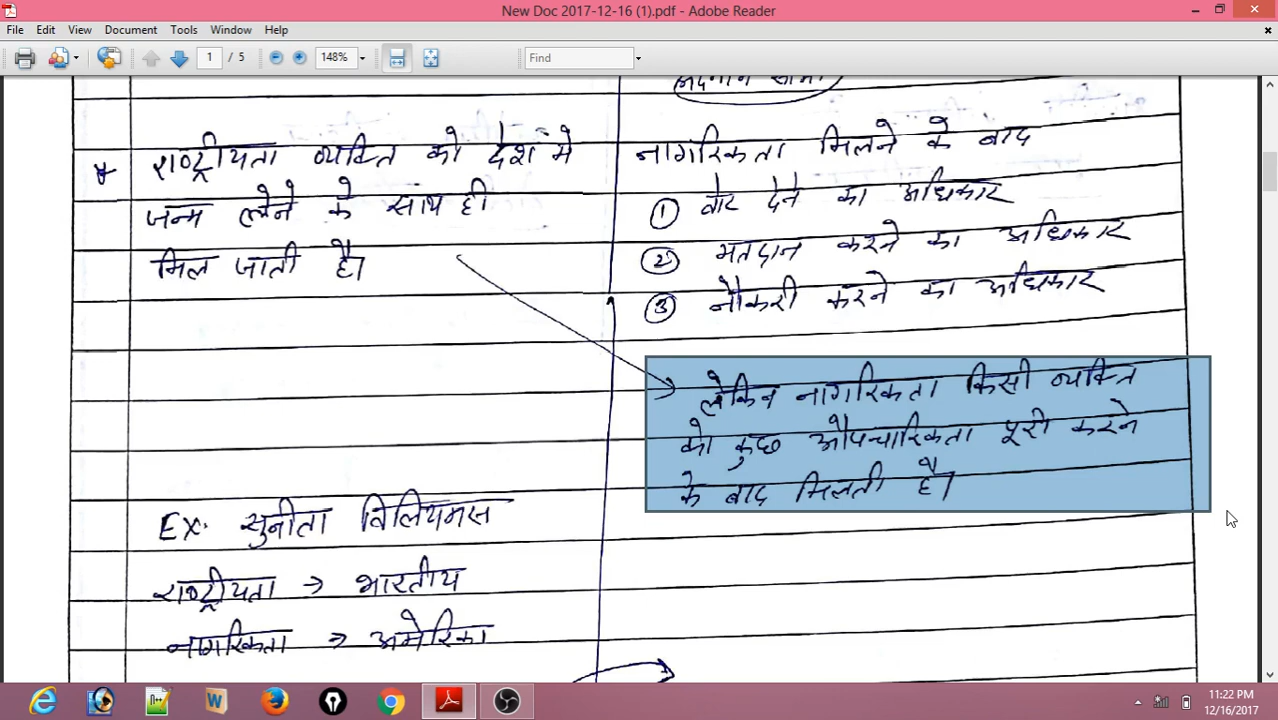 New Doc 2017-12-16 (1).pdf - Adobe Reader
File Edit View Document Tools Window Help
1 / 5 148% Find
राष्ट्रीयता व्यक्ति को देश में
जन्म लेने के साथ ही
मिल जाती है।
नागरिकता मिलने के बाद
① वोट देने का अधिकार
② मतदान करने का अधिकार
③ नौकरी करने का अधिकार
लेकिन नागरिकता किसी व्यक्ति
को कुछ औपचारिकता पूरी करने
के बाद मिलती है।
EX. सुनीता विलियमस
राष्ट्रीयता → भारतीय
नागरिकता → अमेरिका
11:22 PM
12/16/2017